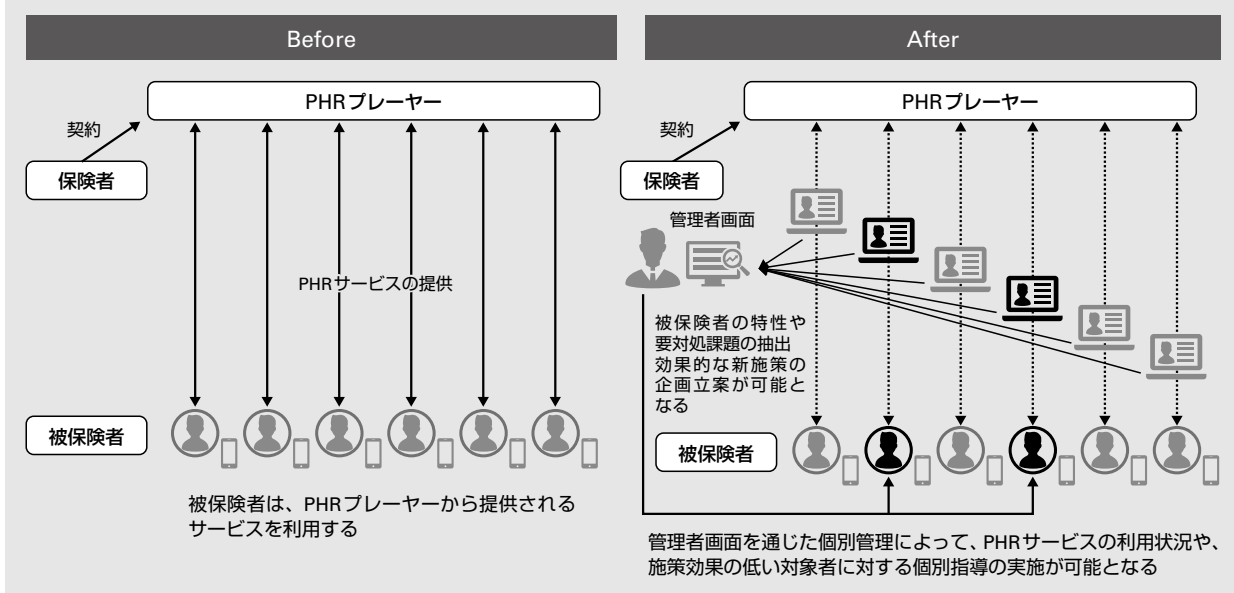 Before
PHRプレーヤー
契約
保険者
PHRサービスの提供
被保険者
被保険者は、PHRプレーヤーから提供される
サービスを利用する
After
PHRプレーヤー
契約
保険者
管理者画面
被保険者の特性や
要対処課題の抽出
効果的な新施策の
企画立案が可能と
なる
被保険者
管理者画面を通じた個別管理によって、PHRサービスの利用状況や、
施策効果の低い対象者に対する個別指導の実施が可能となる